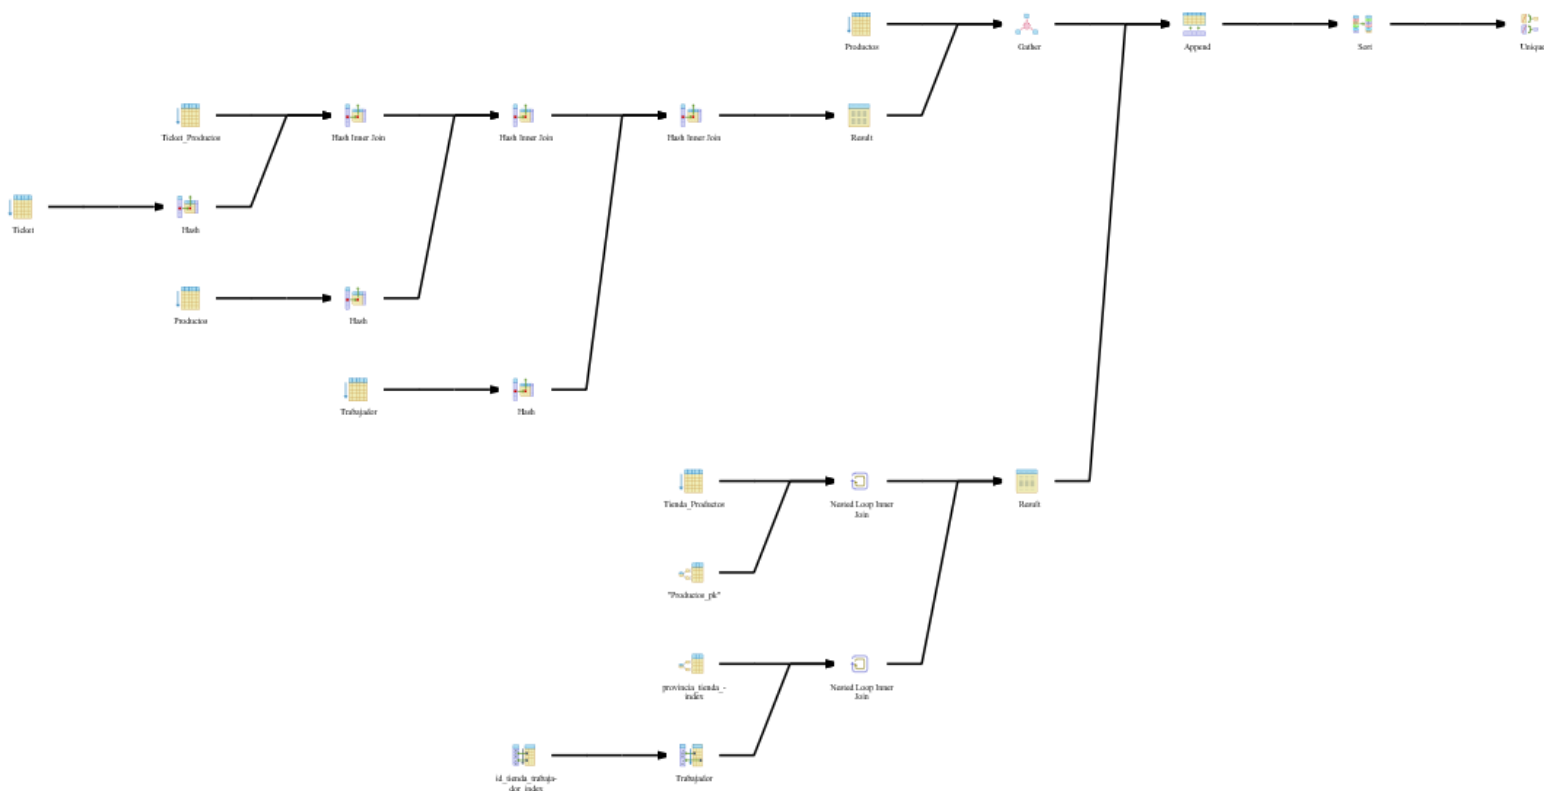 Productos
Gather
Append
Sort
Unique
Ticket_Productos
Hash Inner Join
Hash Inner Join
Hash Inner Join
Result
Ticket
Hash
Productos
Hash
Trabajador
Hash
Tienda_Productos
Nested Loop Inner
Join
Result
"Productos_pk"
provincia_tienda_-
index
Nested Loop Inner
Join
id_tienda_trabaja-
dor_index
Trabajador